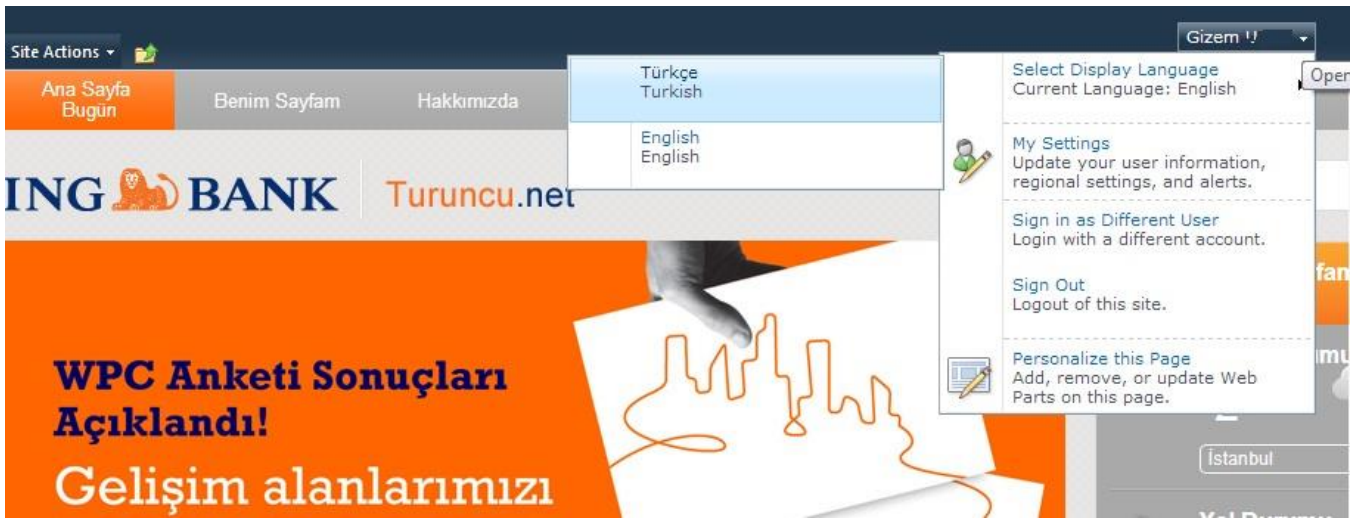 Site Actions
Gizem
Ana Sayfa
Bugün
Benim Sayfam
Hakkımızda
Türkçe
Turkish
English
English
Select Display Language
Current Language: English
Open
My Settings
Update your user information,
regional settings, and alerts.
Sign in as Different User
Login with a different account.
Sign Out
Logout of this site.
Personalize this Page
Add, remove, or update Web
Parts on this page.
ING BANK
Turuncu.net
WPC Anketi Sonuçları
Açıklandı!
Gelişim alanlarımızı
İstanbul